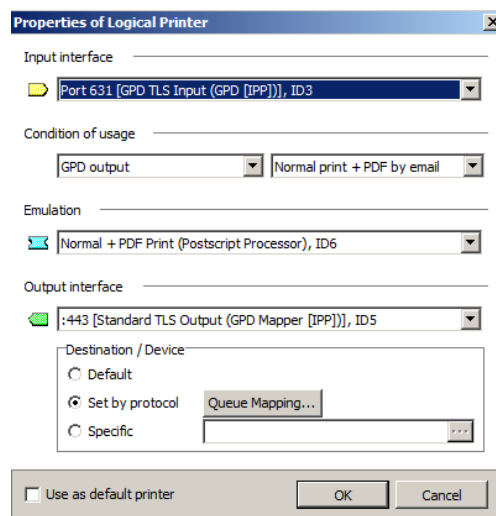 Properties of Logical Printer
Input interface
Port 631 [GPD TLS Input (GPD [IPP])], ID3
Condition of usage
GPD output Normal print + PDF by email
Emulation
Normal + PDF Print (Postscript Processor), ID6
Output interface
:443 [Standard TLS Output (GPD Mapper [IPP])], ID5
Destination / Device
Default
Set by protocol Queue Mapping...
Specific ...
Use as default printer OK Cancel